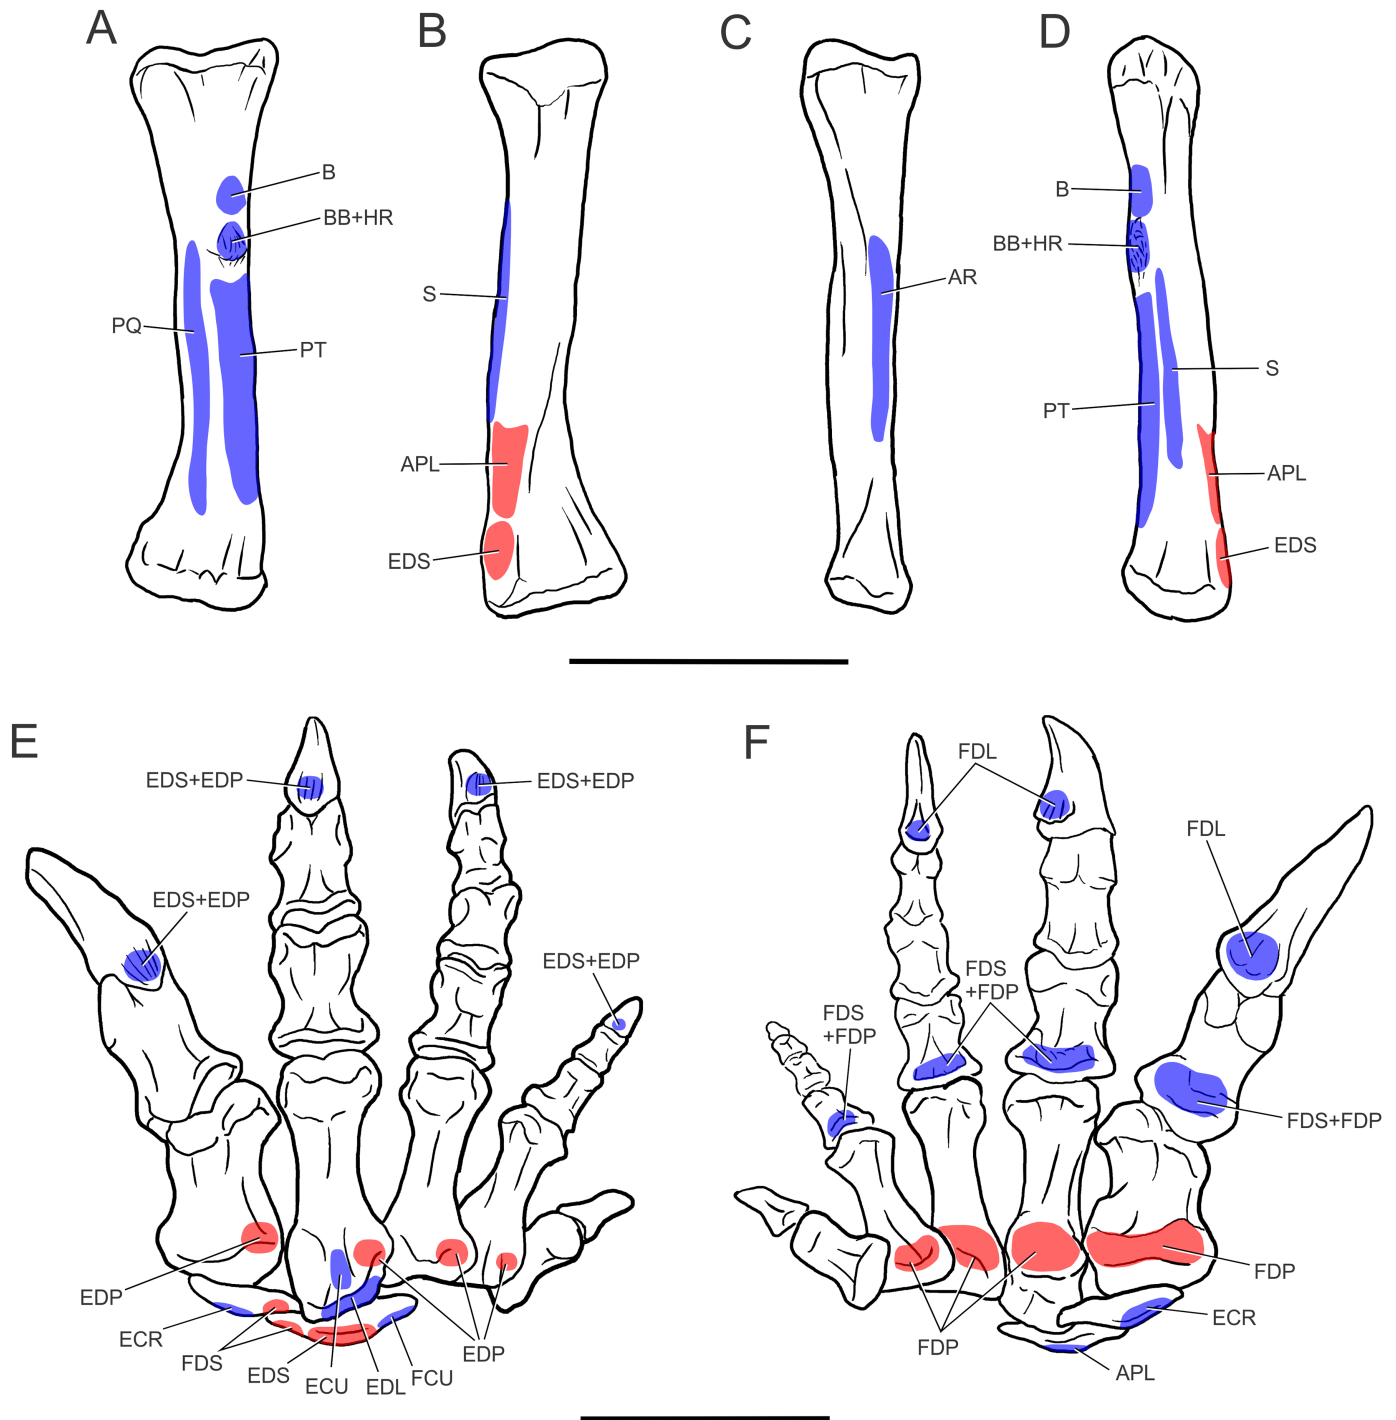 A
B
C
D
B
BB+HR
PQ
PT
S
APL
EDS
AR
B
BB+HR
S
PT
APL
EDS
E
EDS+EDP
EDS+EDP
EDS+EDP
EDS+EDP
EDP
ECR
FDS
EDS
ECU
EDL
FCU
EDP
F
FDL
FDL
FDS
+FDP
FDS
+FDP
FDS+FDP
FDP
ECR
FDP
APL